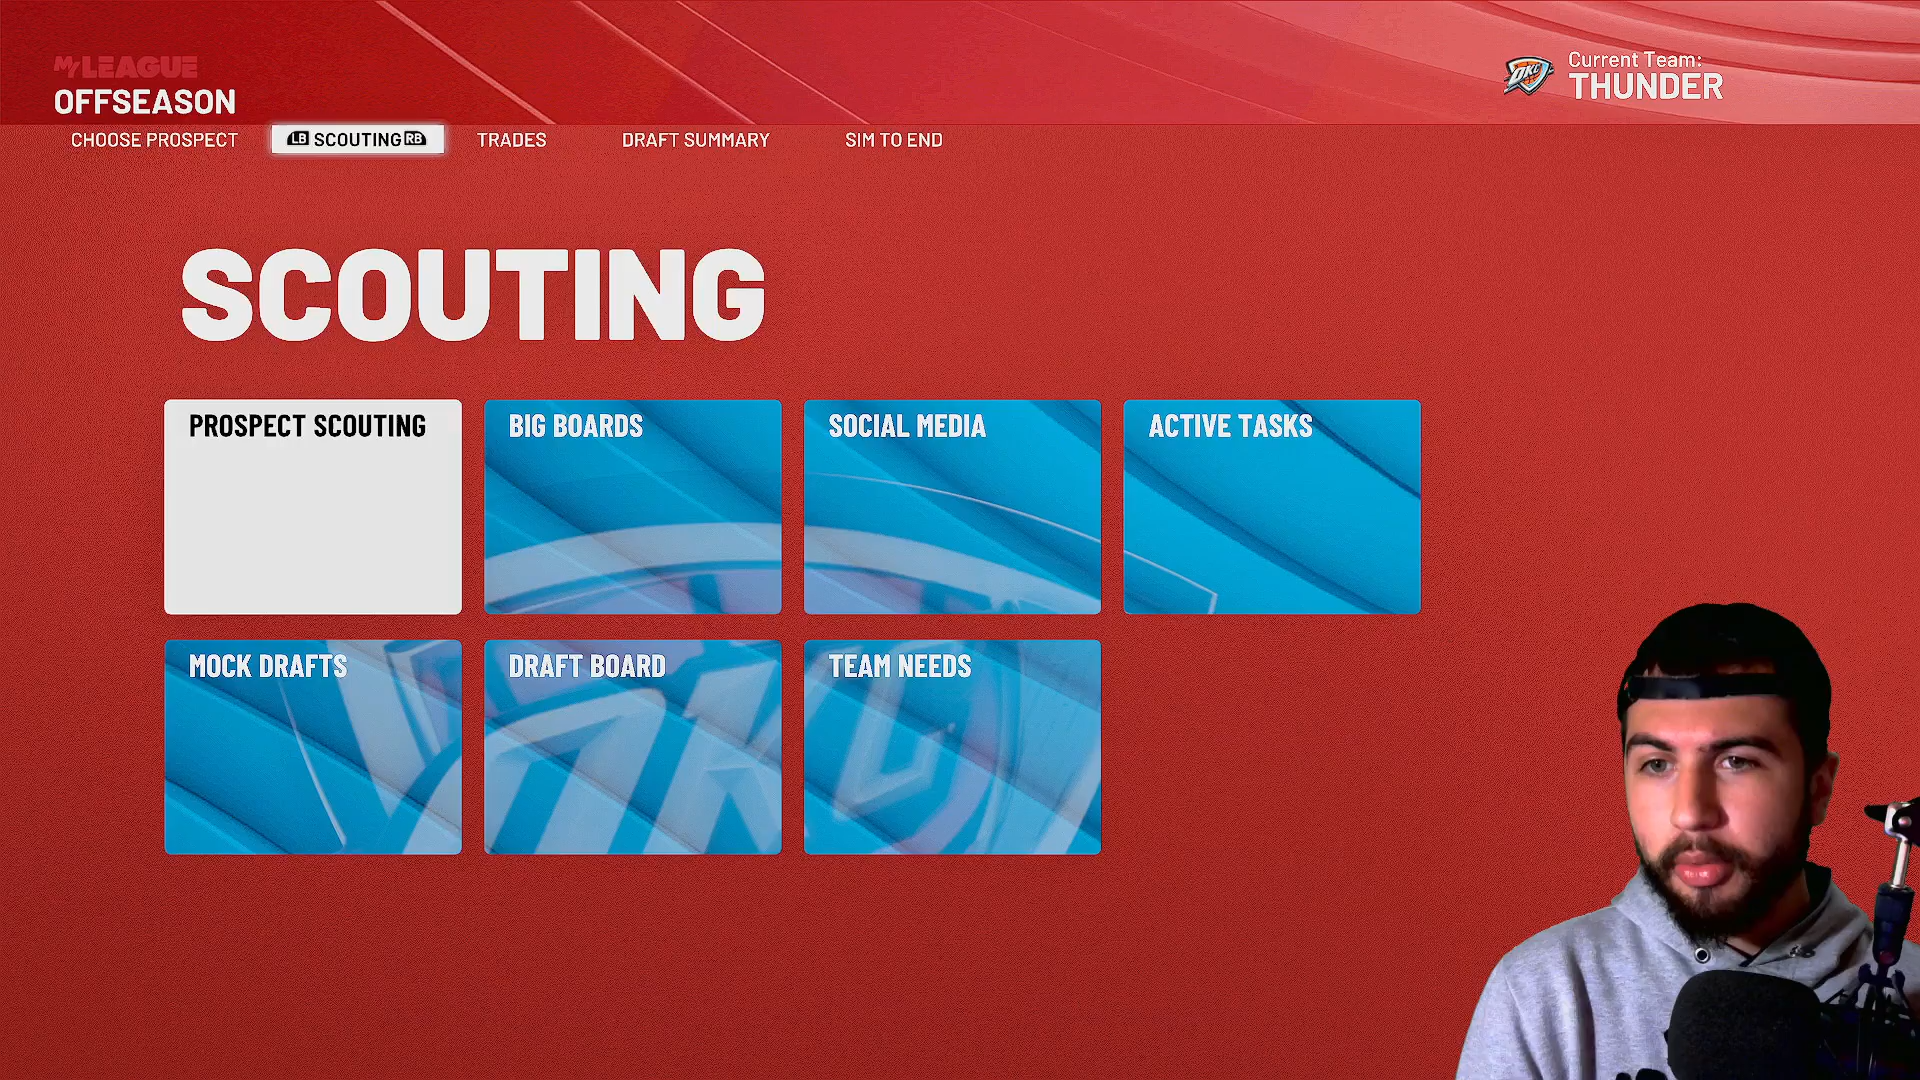 MyLEAGUE
OFFSEASON
Current Team:
THUNDER
CHOOSE PROSPECT
LB SCOUTING RB
TRADES
DRAFT SUMMARY
SIM TO END
SCOUTING
PROSPECT SCOUTING
BIG BOARDS
SOCIAL MEDIA
ACTIVE TASKS
MOCK DRAFTS
DRAFT BOARD
TEAM NEEDS
OKC